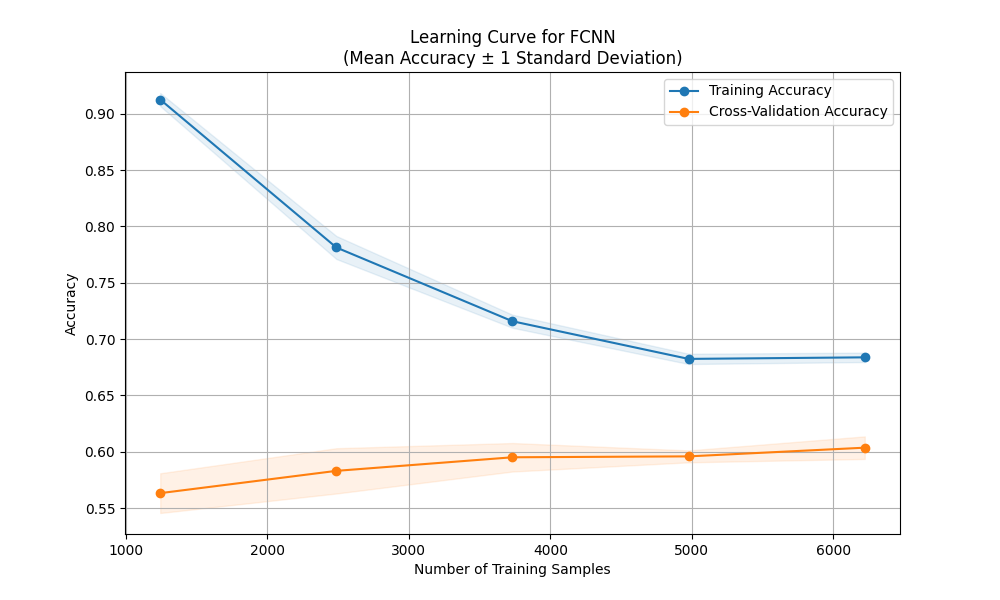 Learning Curve for FCNN
(Mean Accuracy ± 1 Standard Deviation)
Training Accuracy
Cross-Validation Accuracy
Accuracy
0.90
0.85
0.80
0.75
0.70
0.65
0.60
0.55
1000 2000 3000 4000 5000 6000
Number of Training Samples